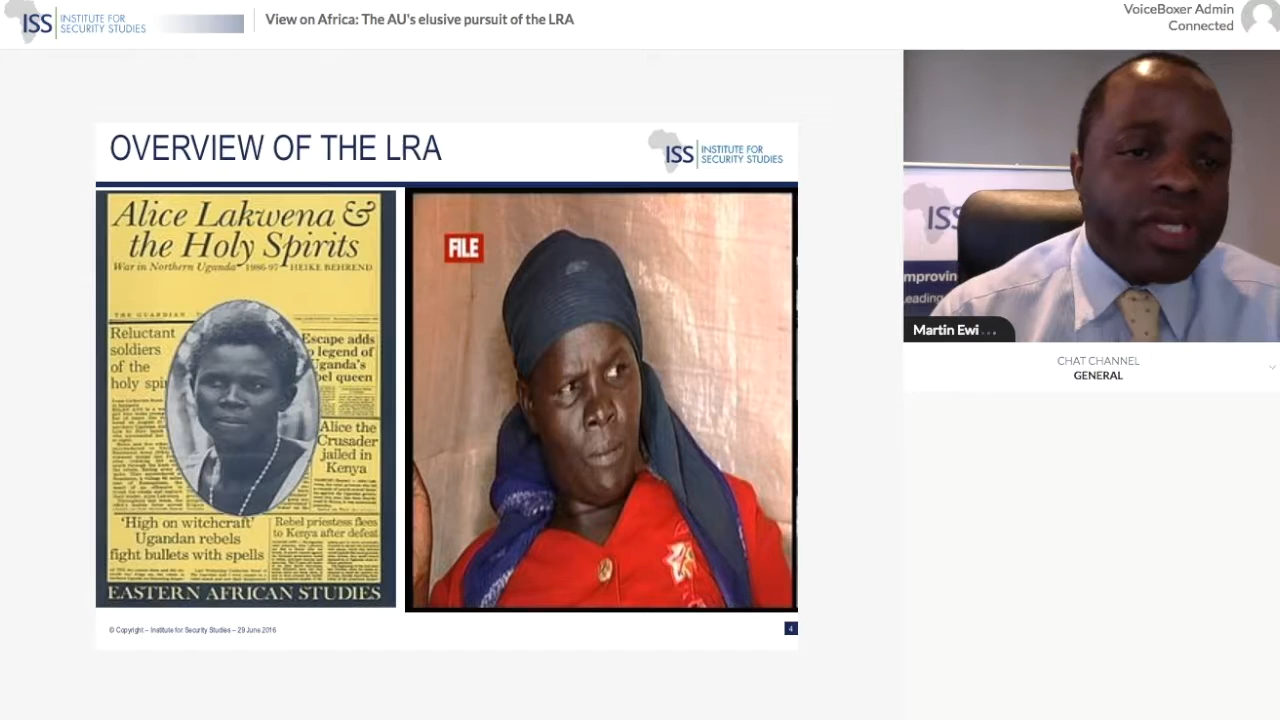 ISS INSTITUTE FOR
SECURITY STUDIES
View on Africa: The AU's elusive pursuit of the LRA
VoiceBoxer Admin
Connected
OVERVIEW OF THE LRA
ISS INSTITUTE FOR
SECURITY STUDIES
Alice Lakwena &
the Holy Spirits
War in Northern Uganda 1986-97 HEIKE BEHREND
THE GUARDIAN
Reluctant
soldiers
of the
holy spi
Escape adds
legend of
ganda's
bel queen
Alice the
Crusader
jailed in
Kenya
'High on witchcraft'
Ugandan rebels
fight bullets with spells
Rebel priestess flees
to Kenya after defeat
EASTERN AFRICAN STUDIES
FILE
© Copyright – Institute for Security Studies – 29 June 2016
4
ISS
mprovin
eading
Martin Ewi ...
CHAT CHANNEL
GENERAL